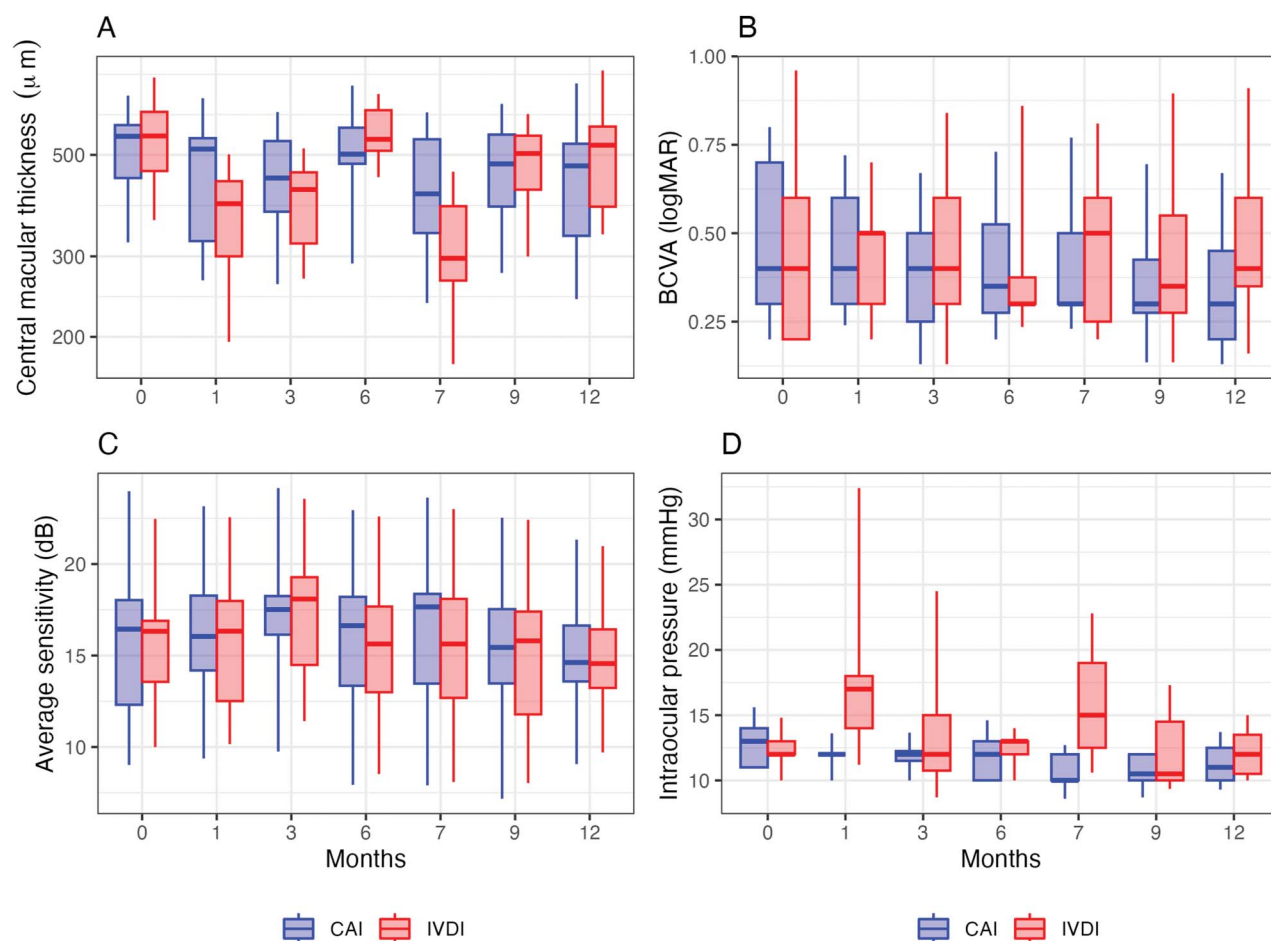 A
Central macular thickness (μm)
500
300
200
0 1 3 6 7 9 12
B
BCVA (logMAR)
1.00
0.75
0.50
0.25
0 1 3 6 7 9 12
C
Average sensitivity (dB)
20
15
10
0 1 3 6 7 9 12
Months
D
Intraocular pressure (mmHg)
30
25
20
15
10
0 1 3 6 7 9 12
Months
CAI IVDI
CAI IVDI